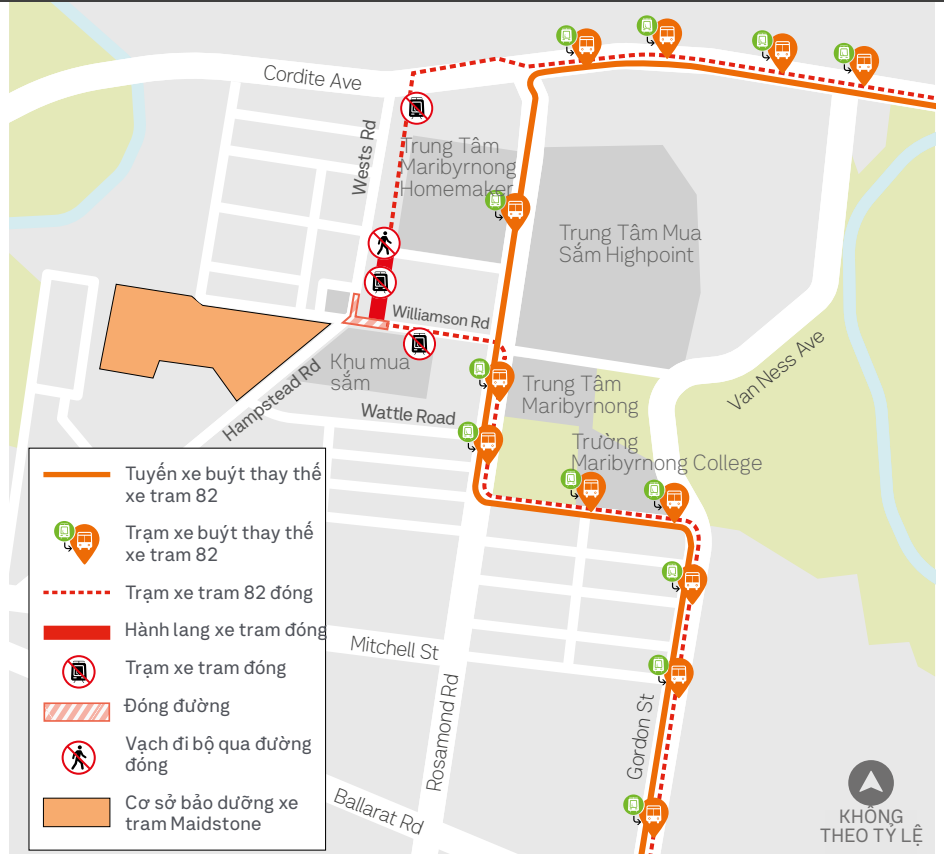 Cordite Ave
Wests Rd
Trung Tâm
Maribyrnong
Homemaker
Trung Tâm Mua
Sắm Highpoint
Williamson Rd
Khu mua
sắm
Hampstead Rd
Wattle Road
Trung Tâm
Maribyrnong
Van Ness Ave
Trường
Maribyrnong College
Mitchell St
Rosamond Rd
Gordon St
Ballarat Rd
Tuyến xe buýt thay thế
xe tram 82
Trạm xe buýt thay thế
xe tram 82
Trạm xe tram 82 đóng
Hành lang xe tram đóng
Trạm xe tram đóng
Đóng đường
Vạch đi bộ qua đường
đóng
Cơ sở bảo dưỡng xe
tram Maidstone
KHÔNG
THEO TỶ LỆ